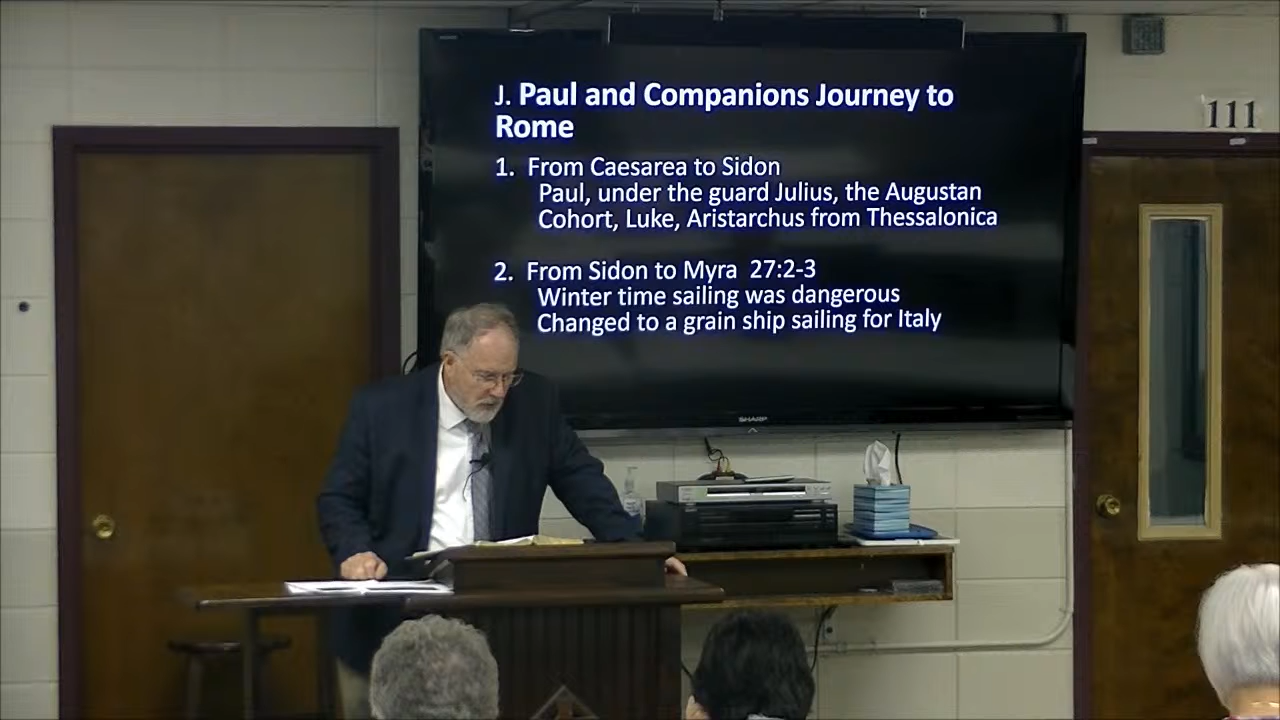 J. Paul and Companions Journey to
Rome
1. From Caesarea to Sidon
Paul, under the guard Julius, the Augustan
Cohort, Luke, Aristarchus from Thessalonica
2. From Sidon to Myra 27:2-3
Winter time sailing was dangerous
Changed to a grain ship sailing for Italy
111
SHARP